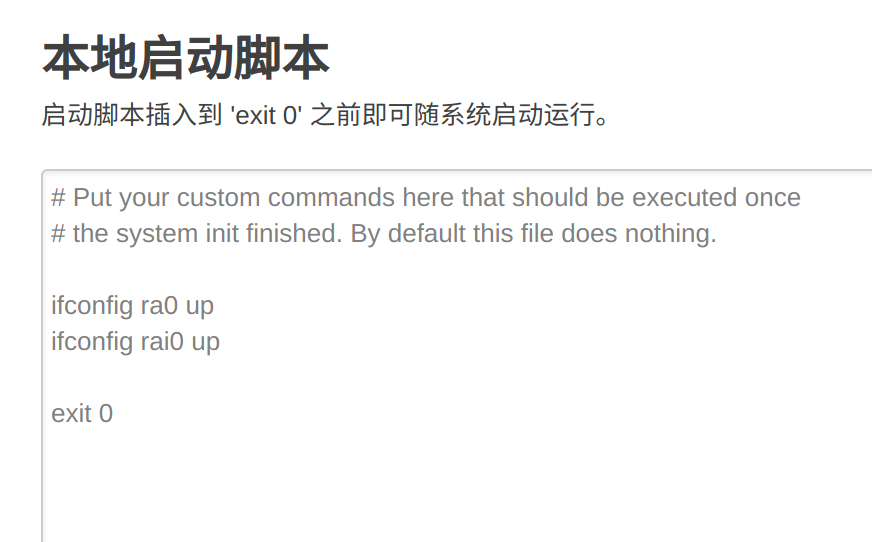 本地启动脚本
启动脚本插入到 'exit 0' 之前即可随系统启动运行。
# Put your custom commands here that should be executed once
# the system init finished. By default this file does nothing.
ifconfig ra0 up
ifconfig rai0 up
exit 0